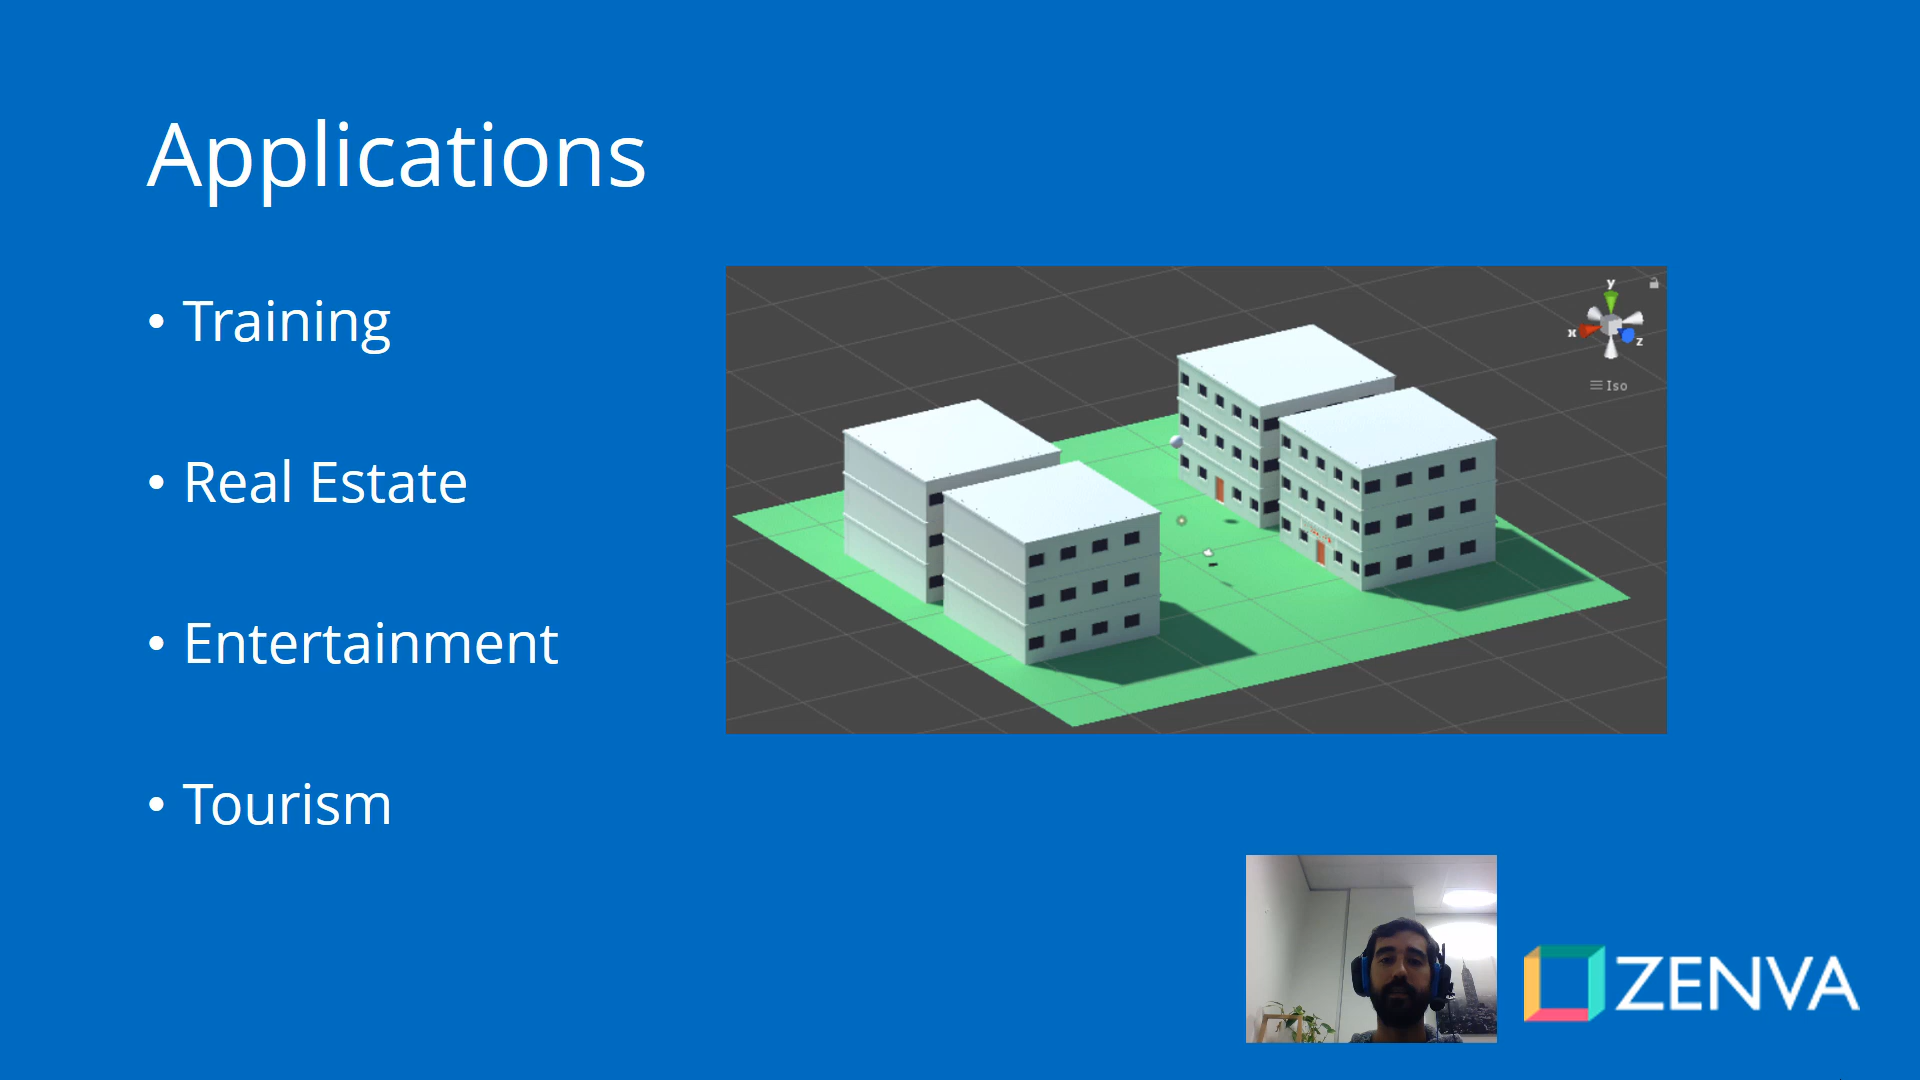 Applications
• Training
• Real Estate
• Entertainment
• Tourism
y
x
z
Iso
ZENVA